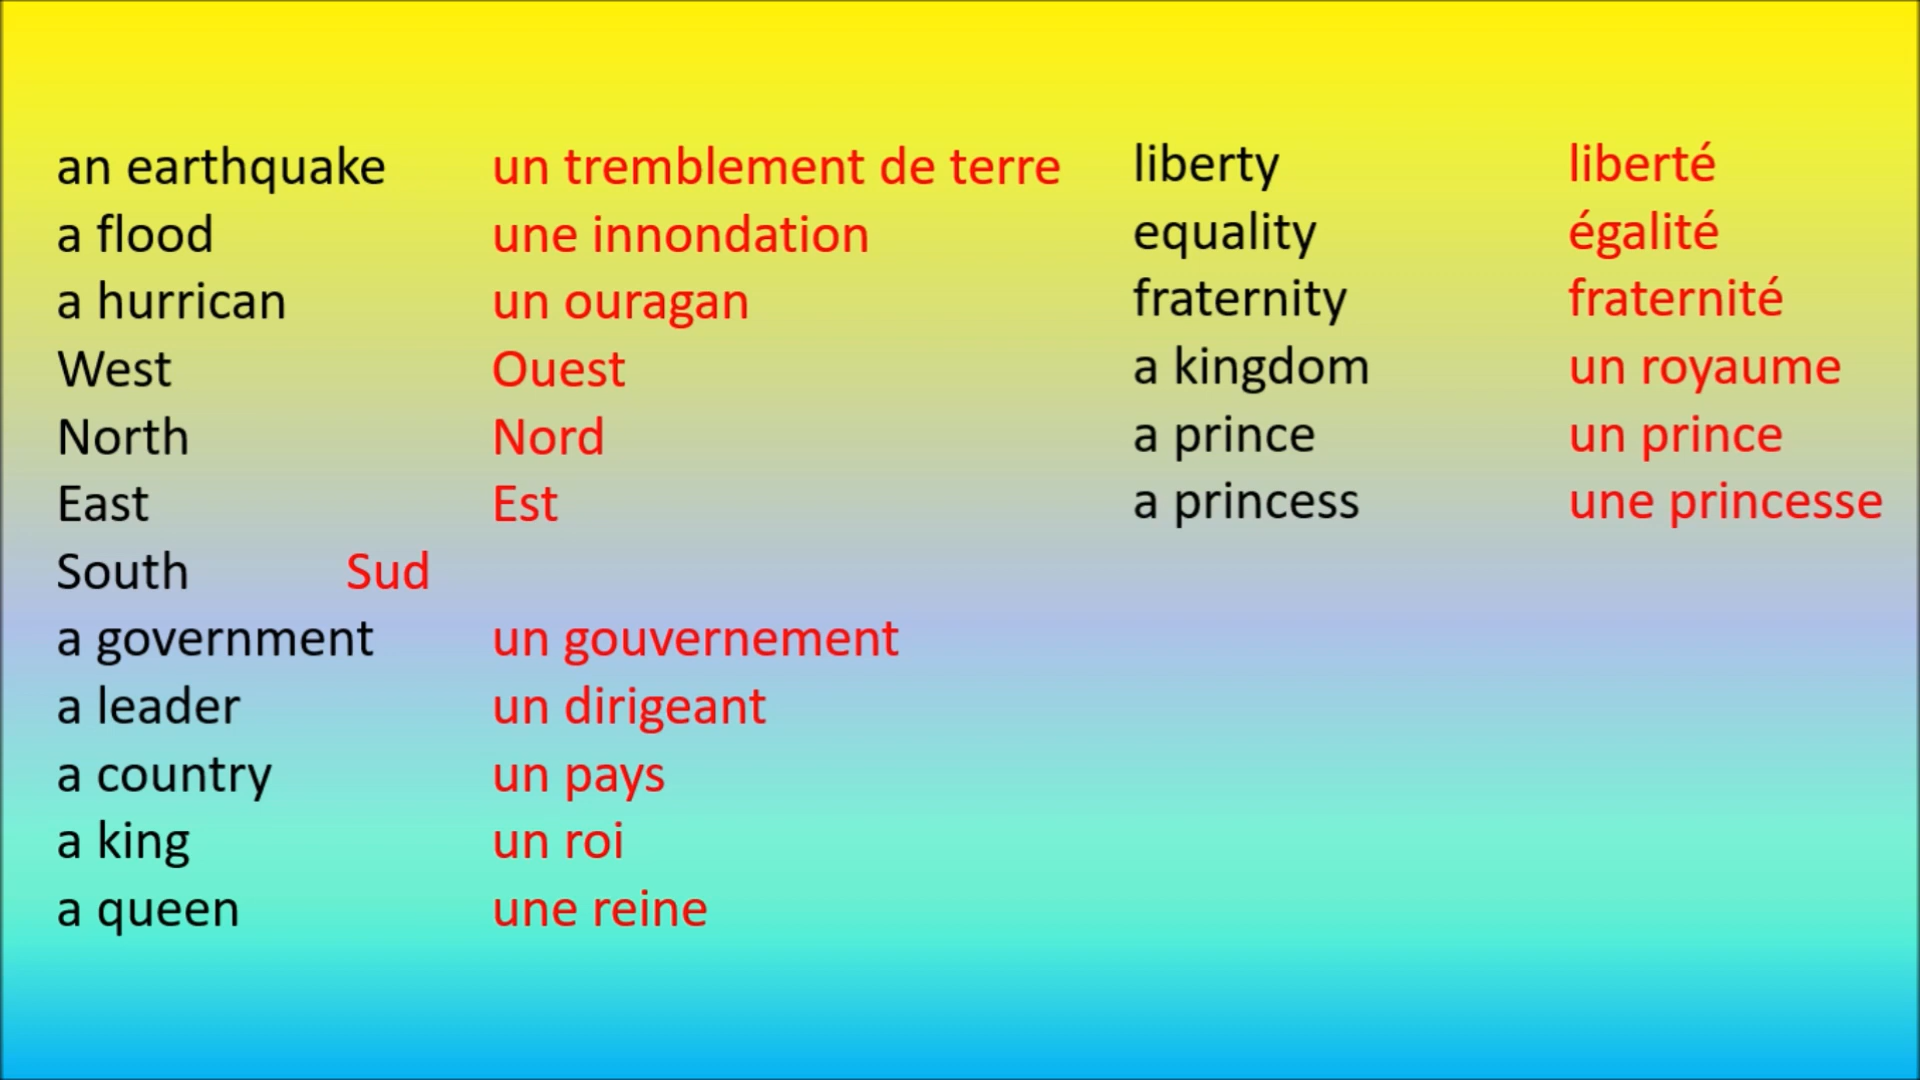 an earthquake un tremblement de terre
a flood une innondation
a hurrican un ouragan
West Ouest
North Nord
East Est
South Sud
a government un gouvernement
a leader un dirigeant
a country un pays
a king un roi
a queen une reine
liberty liberté
equality égalité
fraternity fraternité
a kingdom un royaume
a prince un prince
a princess une princesse